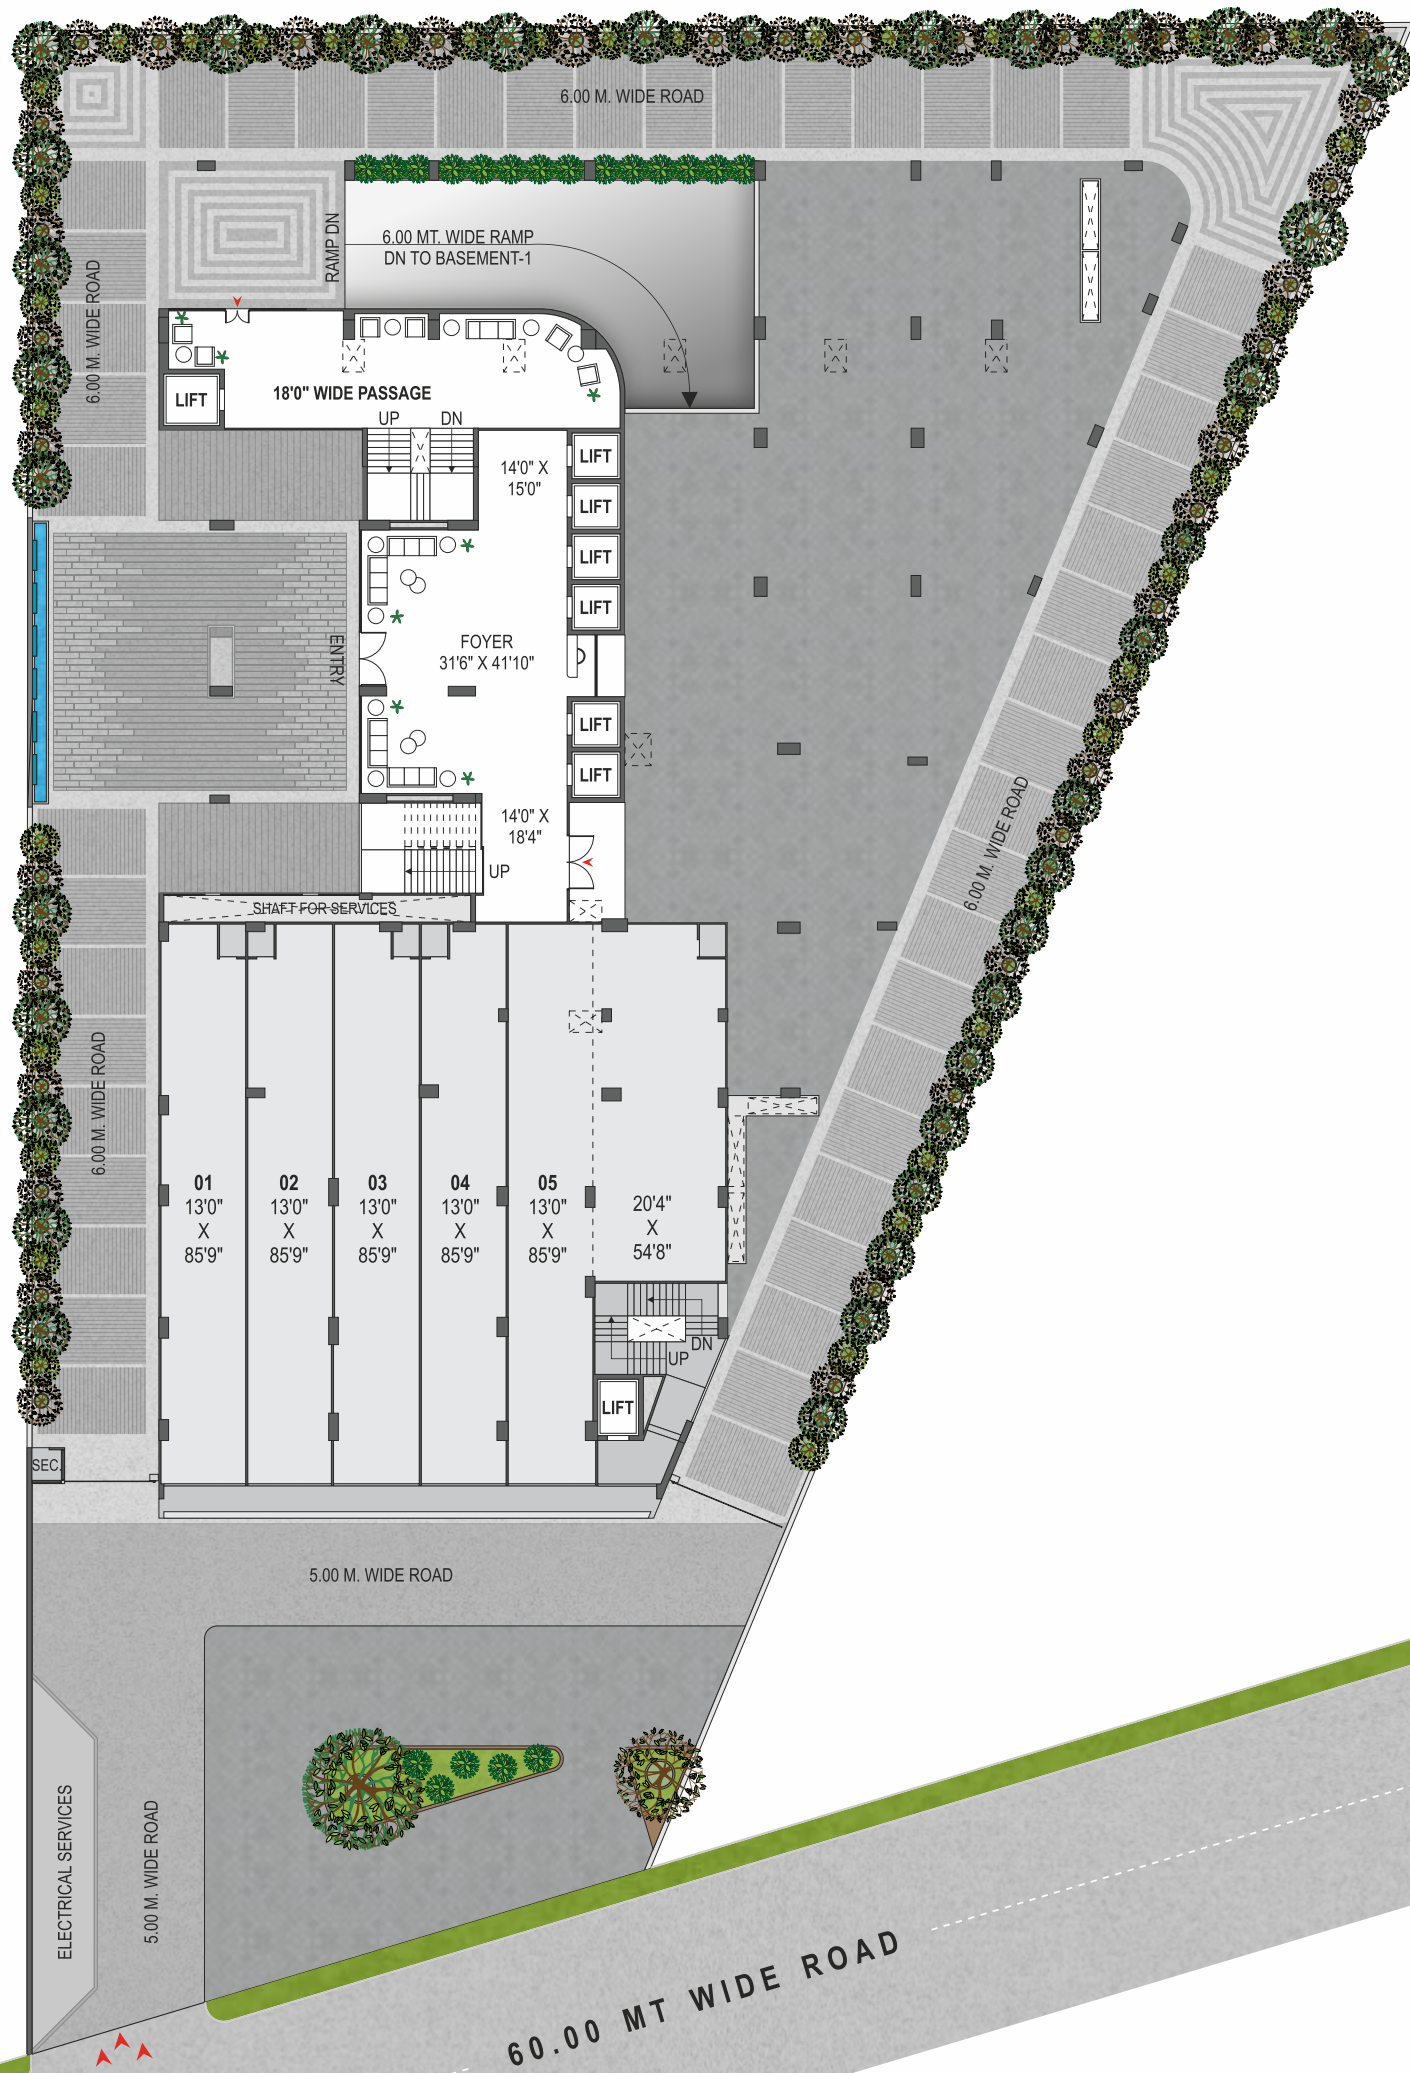 6.00 M. WIDE ROAD
RAMP DN
6.00 MT. WIDE RAMP
DN TO BASEMENT-1
6.00 M. WIDE ROAD
LIFT
18'0" WIDE PASSAGE
UP
DN
14'0" X
15'0"
LIFT
LIFT
LIFT
LIFT
ENTRY
FOYER
31'6" X 41'10"
LIFT
LIFT
14'0" X
18'4"
UP
6.00 M. WIDE ROAD
SHAFT FOR SERVICES
6.00 M. WIDE ROAD
01
13'0"
X
85'9"
02
13'0"
X
85'9"
03
13'0"
X
85'9"
04
13'0"
X
85'9"
05
13'0"
X
85'9"
20'4"
X
54'8"
DN
UP
LIFT
SEC.
5.00 M. WIDE ROAD
ELECTRICAL SERVICES
5.00 M. WIDE ROAD
60.00 MT WIDE ROAD